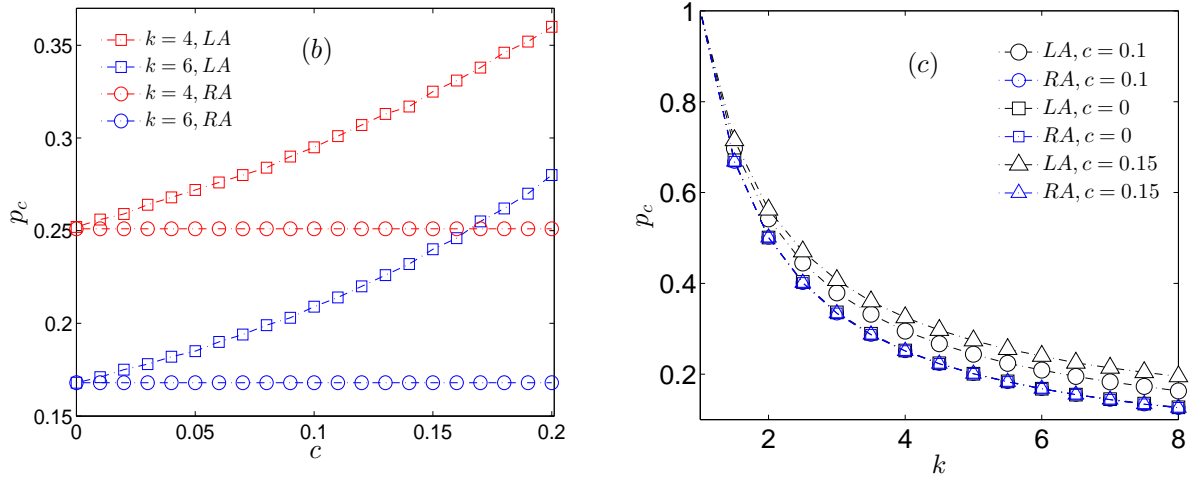 (b)
k = 4, LA
k = 6, LA
k = 4, RA
k = 6, RA
p_c
0.35
0.3
0.25
0.2
0.15
0
0.05
0.1
0.15
0.2
c
(c)
LA, c = 0.1
RA, c = 0.1
LA, c = 0
RA, c = 0
LA, c = 0.15
RA, c = 0.15
p_c
1
0.8
0.6
0.4
0.2
2
4
6
8
k